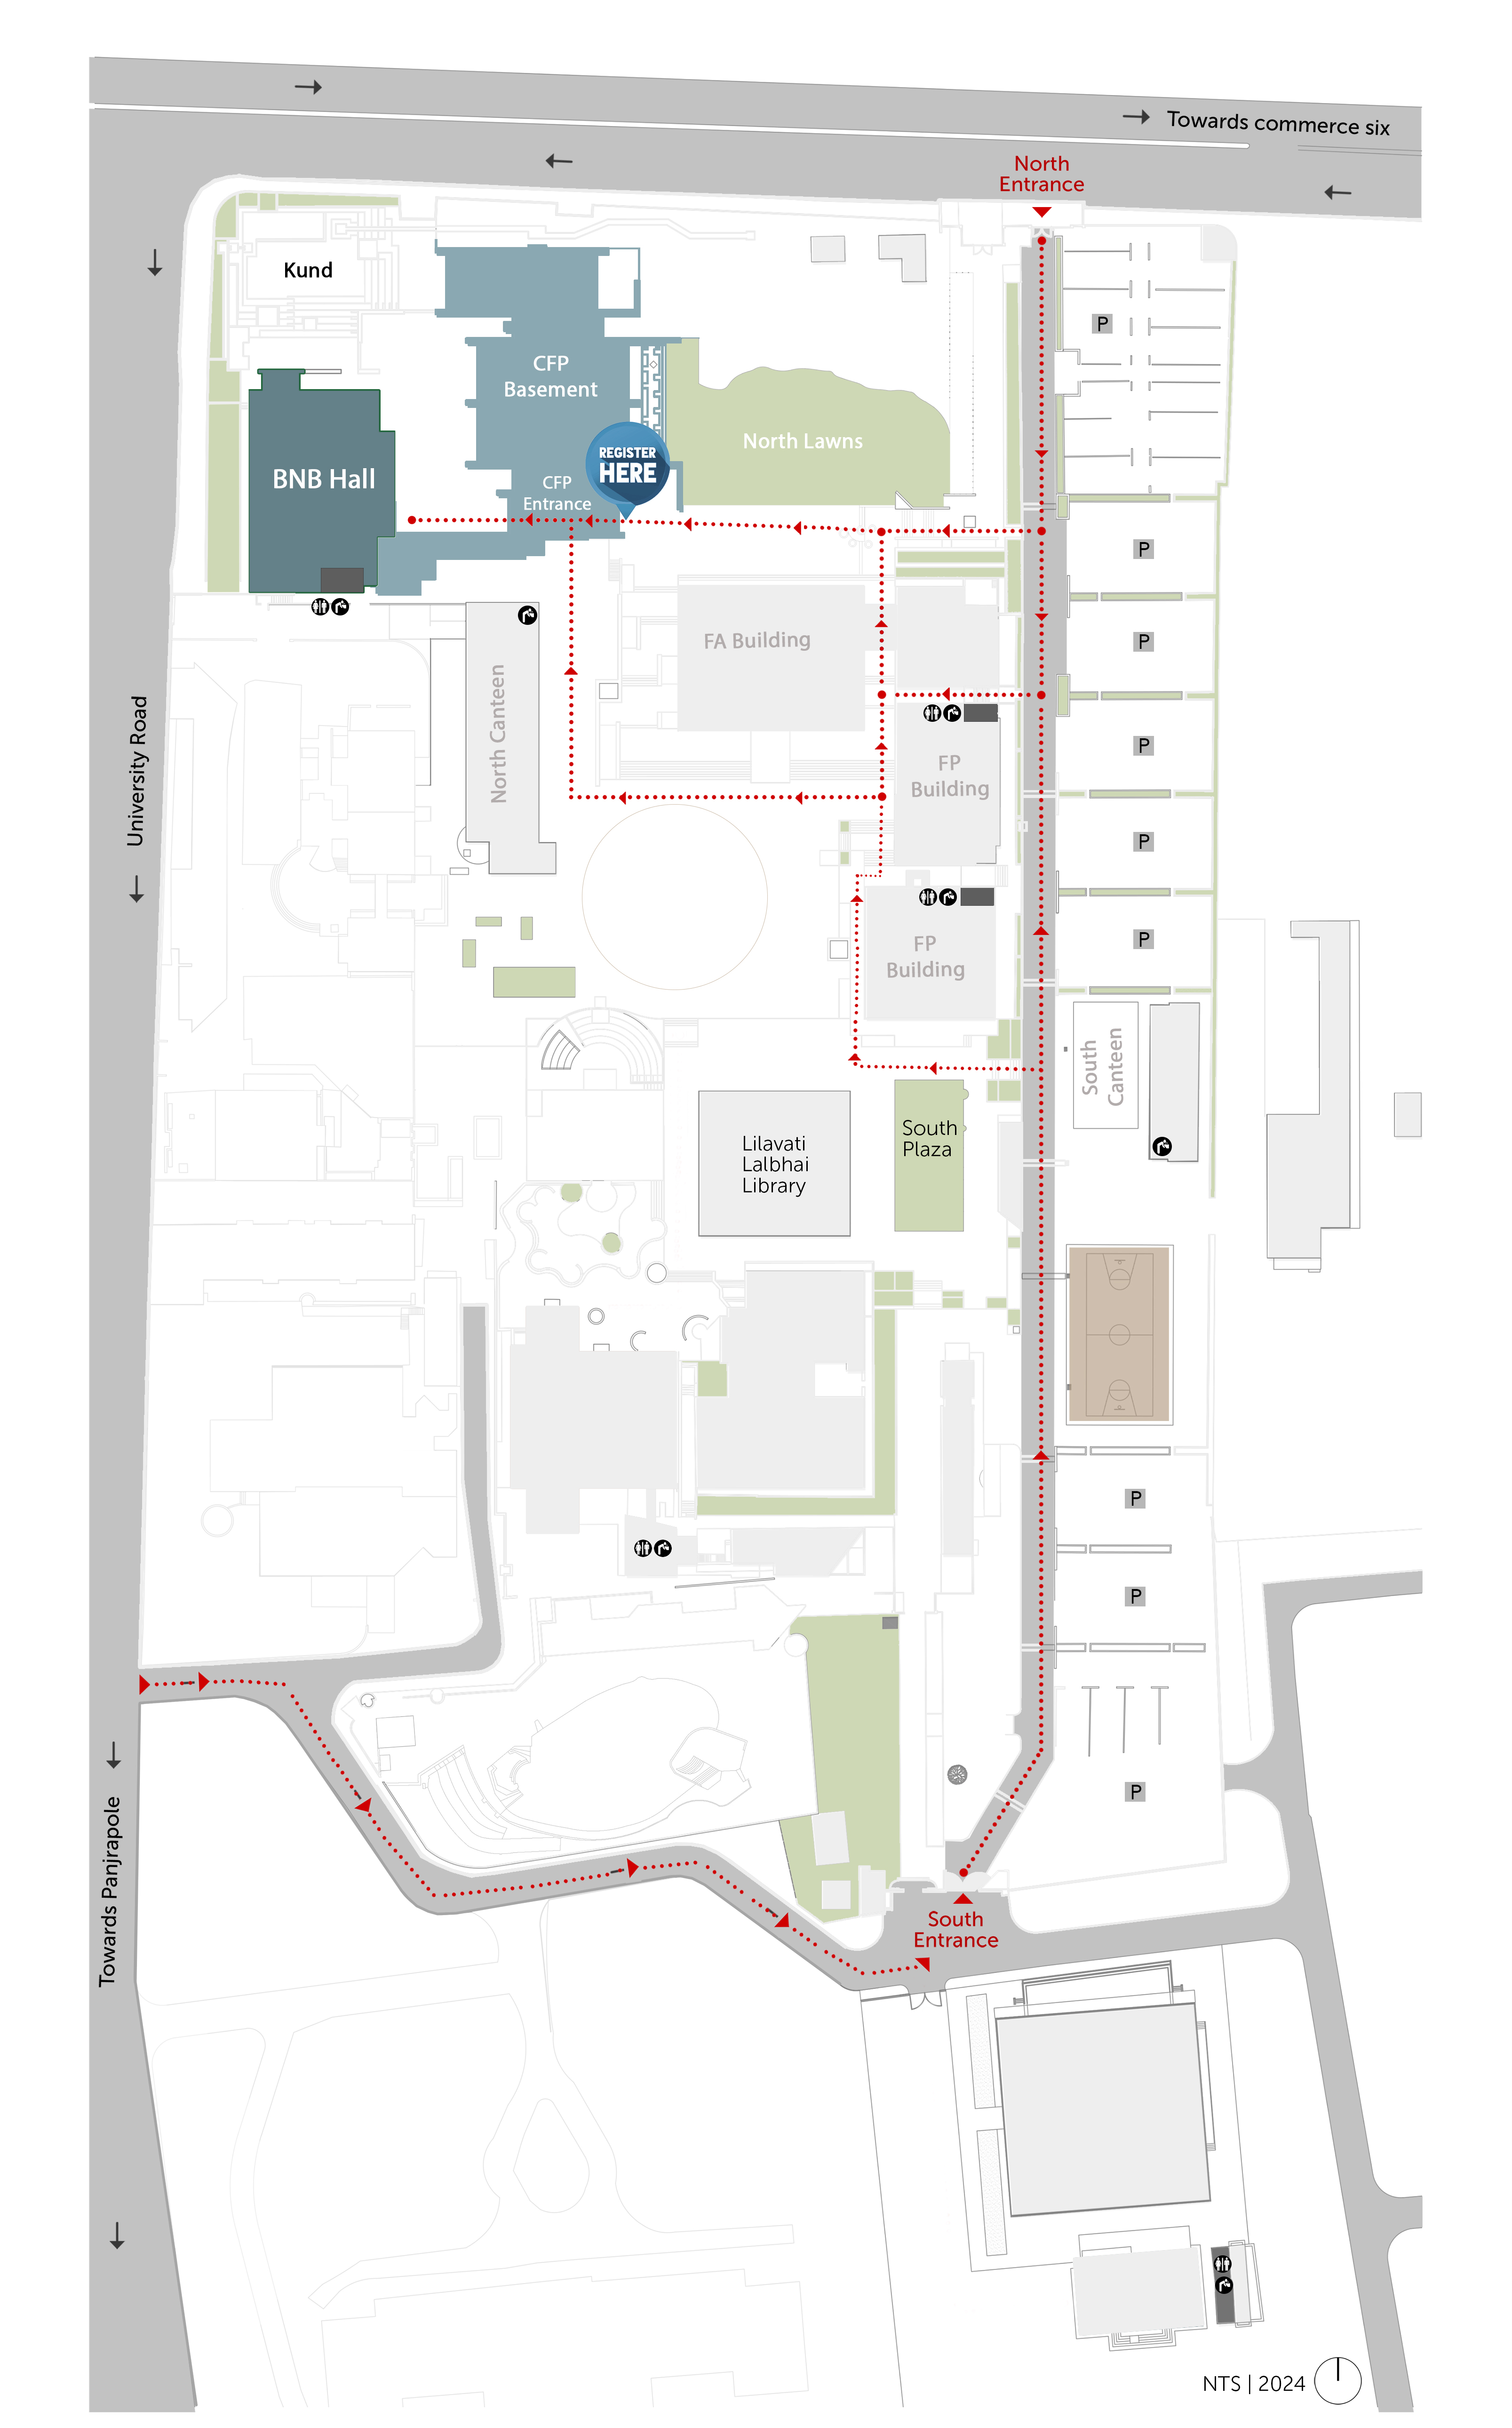 Towards commerce six
North
Entrance
Kund
P
CFP
Basement
North Lawns
REGISTER
HERE
BNB Hall
CFP
Entrance
P
FA Building
P
North Canteen
University Road
P
FP
Building
P
P
FP
Building
South
Canteen
South
Plaza
Lilavati
Lalbhai
Library
P
P
P
Towards Panjrapole
South
Entrance
NTS | 2024